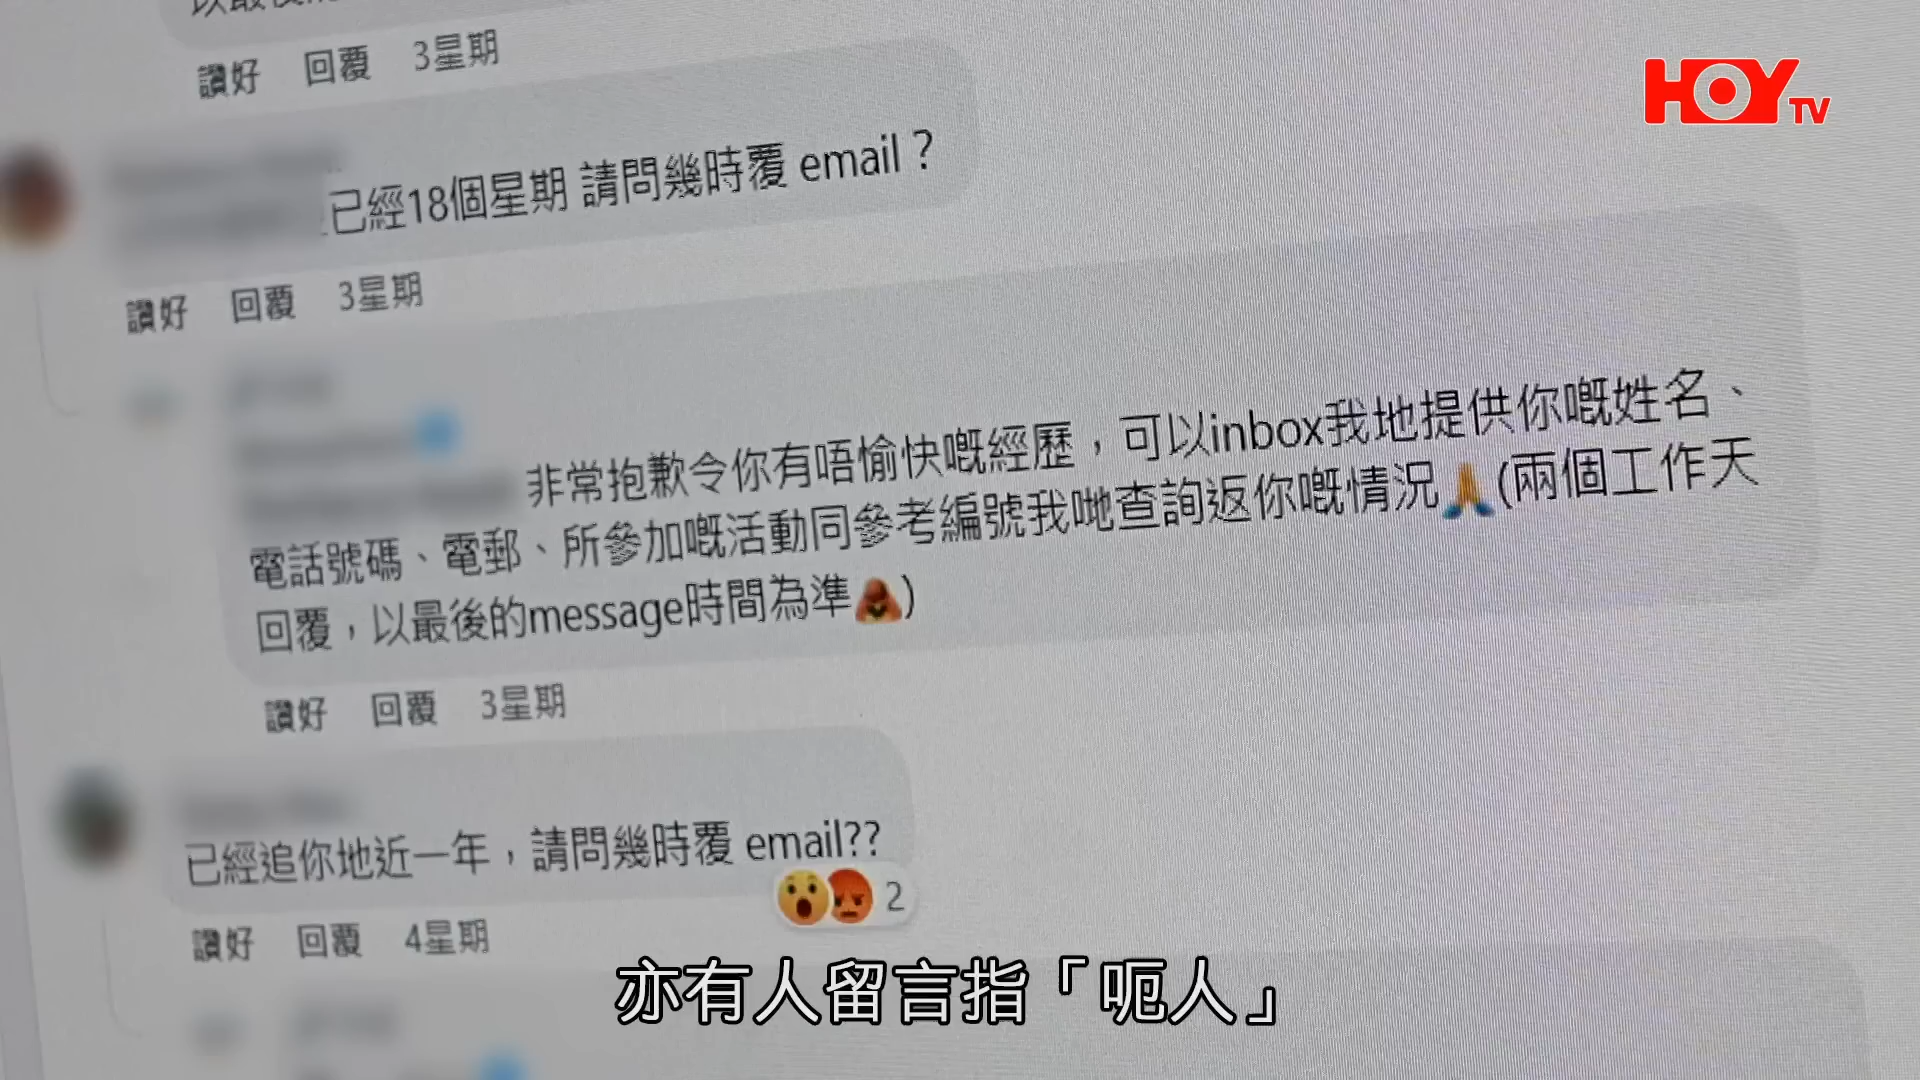 讚好 回覆 3星期
HOY TV
已經18個星期 請問幾時覆 email？
讚好 回覆 3星期
非常抱歉令你有唔愉快嘅經歷，可以inbox我地提供你嘅姓名、
電話號碼、電郵、所參加嘅活動同參考編號我哋查詢返你嘅情況🙏(兩個工作天
回覆，以最後的message時間為準🙏)
讚好 回覆 3星期
已經追你地近一年，請問幾時覆 email??
2
讚好 回覆 4星期
亦有人留言指「呃人」